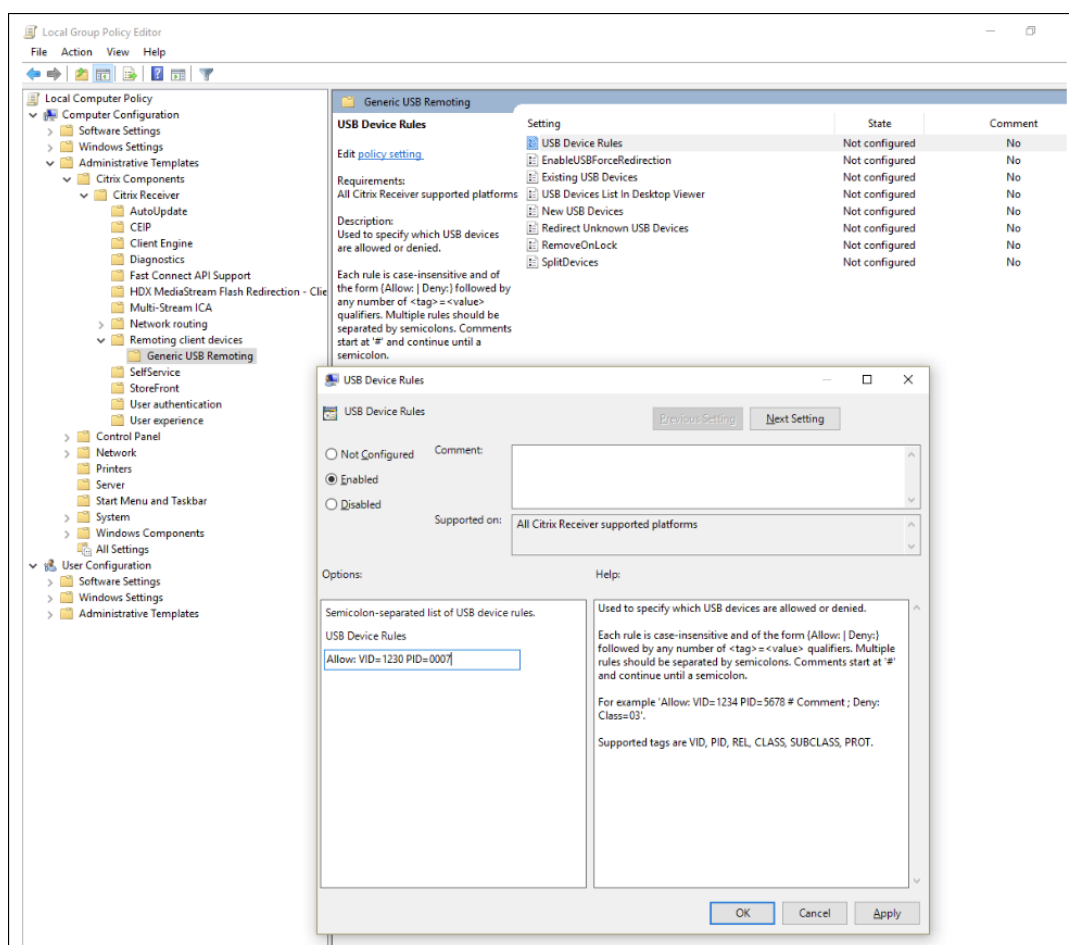 Local Group Policy Editor
File Action View Help
Local Computer Policy
Computer Configuration
Software Settings
Windows Settings
Administrative Templates
Citrix Components
Citrix Receiver
AutoUpdate
CEIP
Client Engine
Diagnostics
Fast Connect API Support
HDX MediaStream Flash Redirection - Clie
Multi-Stream ICA
Network routing
Remoting client devices
Generic USB Remoting
SelfService
StoreFront
User authentication
User experience
Control Panel
Network
Printers
Server
Start Menu and Taskbar
System
Windows Components
All Settings
User Configuration
Software Settings
Windows Settings
Administrative Templates
Generic USB Remoting
USB Device Rules
Edit policy setting
Requirements:
All Citrix Receiver supported platforms
Description:
Used to specify which USB devices
are allowed or denied.
Each rule is case-insensitive and of
the form {Allow: | Deny:} followed by
any number of <tag>=<value>
qualifiers. Multiple rules should be
separated by semicolons. Comments
start at '#' and continue until a
semicolon.
Setting State Comment
USB Device Rules Not configured No
EnableUSBForceRedirection Not configured No
Existing USB Devices Not configured No
USB Devices List In Desktop Viewer Not configured No
New USB Devices Not configured No
Redirect Unknown USB Devices Not configured No
RemoveOnLock Not configured No
SplitDevices Not configured No
USB Device Rules
USB Device Rules
Previous Setting Next Setting
Not Configured Comment:
Enabled
Disabled
Supported on: All Citrix Receiver supported platforms
Options: Help:
Semicolon-separated list of USB device rules.
USB Device Rules
Allow: VID=1230 PID=0007
Used to specify which USB devices are allowed or denied.
Each rule is case-insensitive and of the form {Allow: | Deny:}
followed by any number of <tag>=<value> qualifiers. Multiple
rules should be separated by semicolons. Comments start at '#'
and continue until a semicolon.
For example 'Allow: VID=1234 PID=5678 # Comment ; Deny:
Class=03'.
Supported tags are VID, PID, REL, CLASS, SUBCLASS, PROT.
OK Cancel Apply